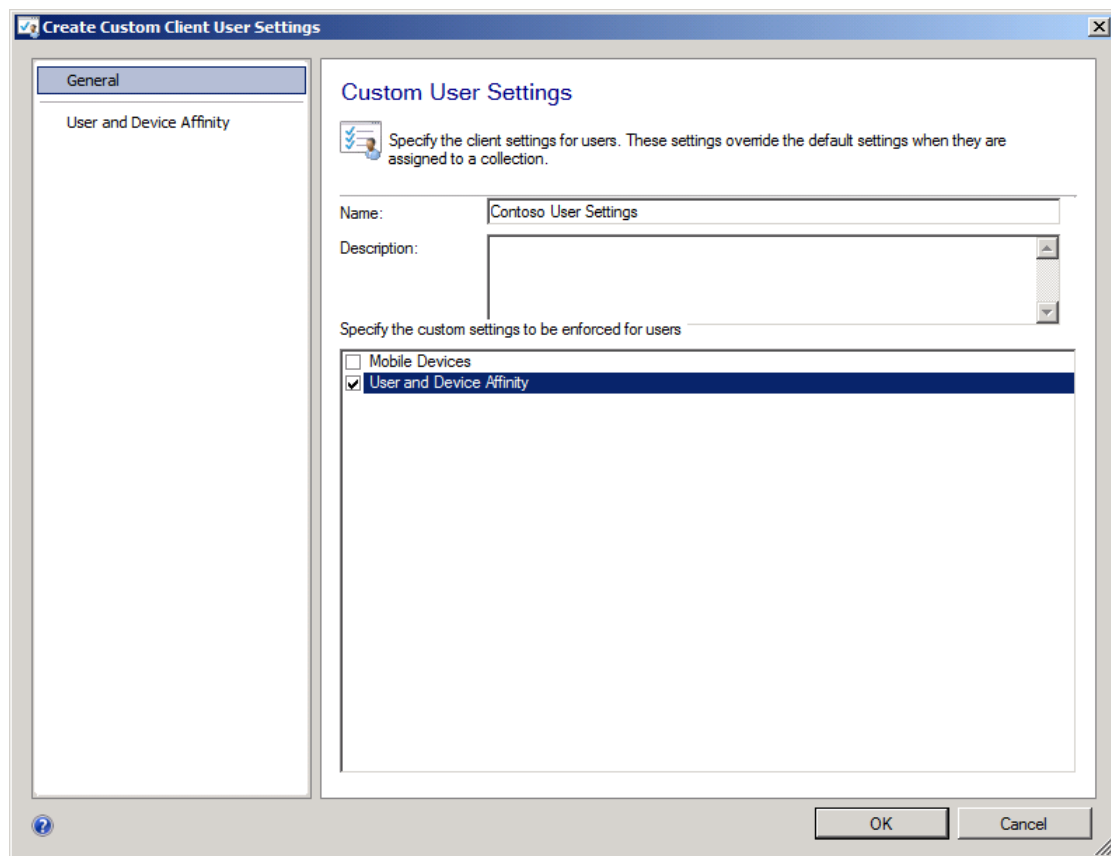 Create Custom Client User Settings
General
User and Device Affinity
Custom User Settings
Specify the client settings for users. These settings override the default settings when they are
assigned to a collection.
Name:
Contoso User Settings
Description:
Specify the custom settings to be enforced for users
Mobile Devices
User and Device Affinity
OK
Cancel